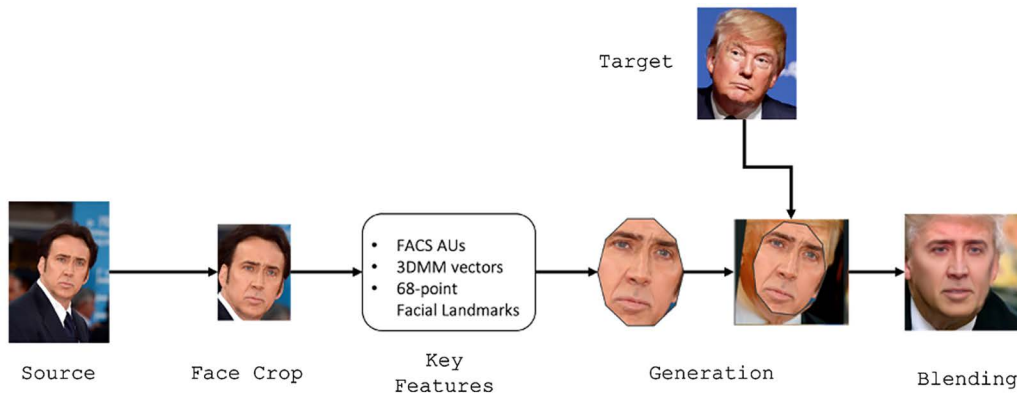 Target
• FACS AUs
• 3DMM vectors
• 68-point
Facial Landmarks
Source
Face Crop
Key
Features
Generation
Blending